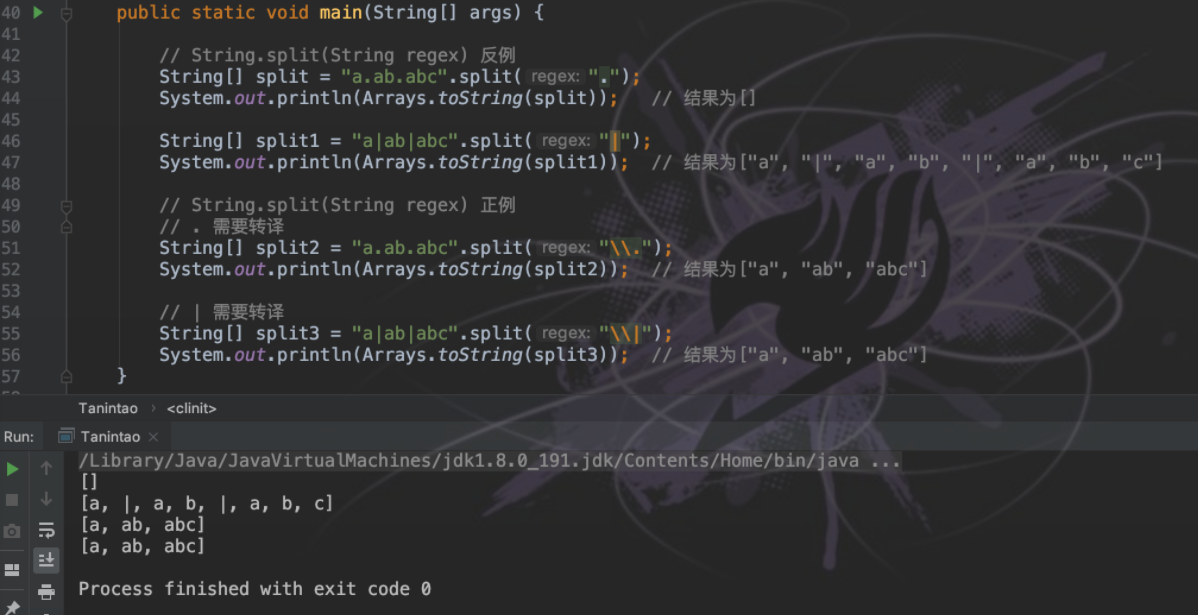 40 public static void main(String[] args) {
41
42 // String.split(String regex) 反例
43 String[] split = "a.ab.abc".split( regex: ".");
44 System.out.println(Arrays.toString(split)); // 结果为[]
45
46 String[] split1 = "a|ab|abc".split( regex: "|");
47 System.out.println(Arrays.toString(split1)); // 结果为["a", "|", "a", "b", "|", "a", "b", "c"]
48
49 // String.split(String regex) 正例
50 // . 需要转译
51 String[] split2 = "a.ab.abc".split( regex: "\\.");
52 System.out.println(Arrays.toString(split2)); // 结果为["a", "ab", "abc"]
53
54 // | 需要转译
55 String[] split3 = "a|ab|abc".split( regex: "\\|");
56 System.out.println(Arrays.toString(split3)); // 结果为["a", "ab", "abc"]
57 }
Tanintao › <clinit>
Run: Tanintao ×
/Library/Java/JavaVirtualMachines/jdk1.8.0_191.jdk/Contents/Home/bin/java ...
[]
[a, |, a, b, |, a, b, c]
[a, ab, abc]
[a, ab, abc]
Process finished with exit code 0